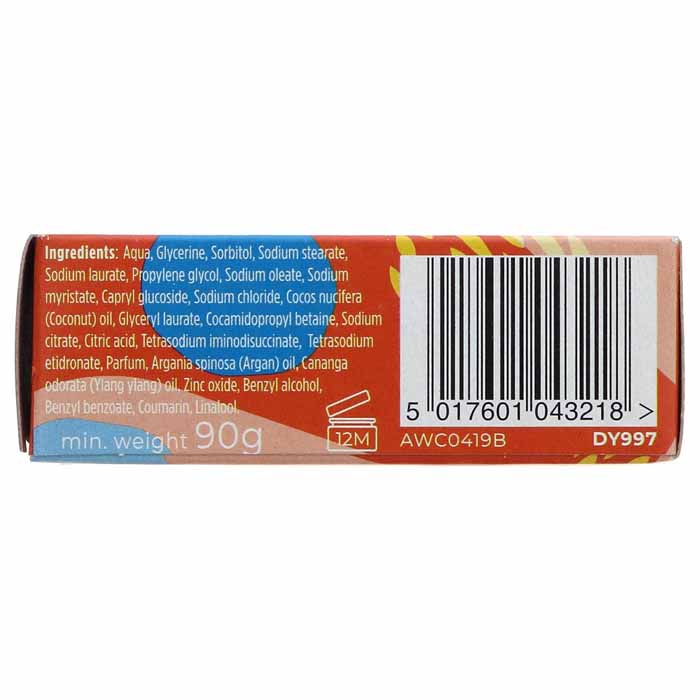 Ingredients: Aqua, Glycerine, Sorbitol, Sodium stearate,
Sodium laurate, Propylene glycol, Sodium oleate, Sodium
myristate, Capryl glucoside, Sodium chloride, Cocos nucifera
(Coconut) oil, Glyceryl laurate, Cocamidopropyl betaine, Sodium
citrate, Citric acid, Tetrasodium iminodisuccinate, Tetrasodium
etidronate, Parfum, Argania spinosa (Argan) oil, Cananga
odorata (Ylang ylang) oil, Zinc oxide, Benzyl alcohol,
Benzyl benzoate, Coumarin, Linalool.
min. weight 90g
12M
5 017601 043218 >
AWC0419B
DY997